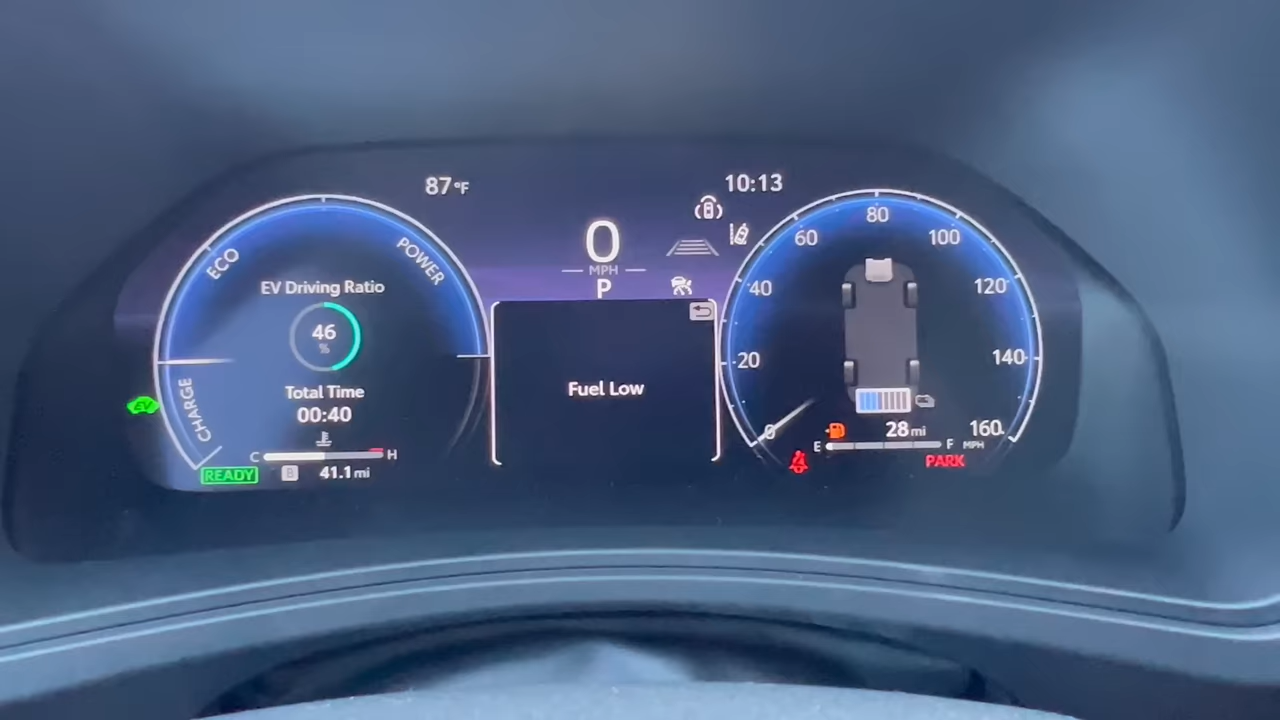 87°F
10:13
0
MPH
P
ECO
POWER
CHARGE
EV Driving Ratio
46
%
Total Time
00:40
C
H
EV
READY
B
41.1 mi
Fuel Low
0
20
40
60
80
100
120
140
160
MPH
28 mi
E
F
PARK